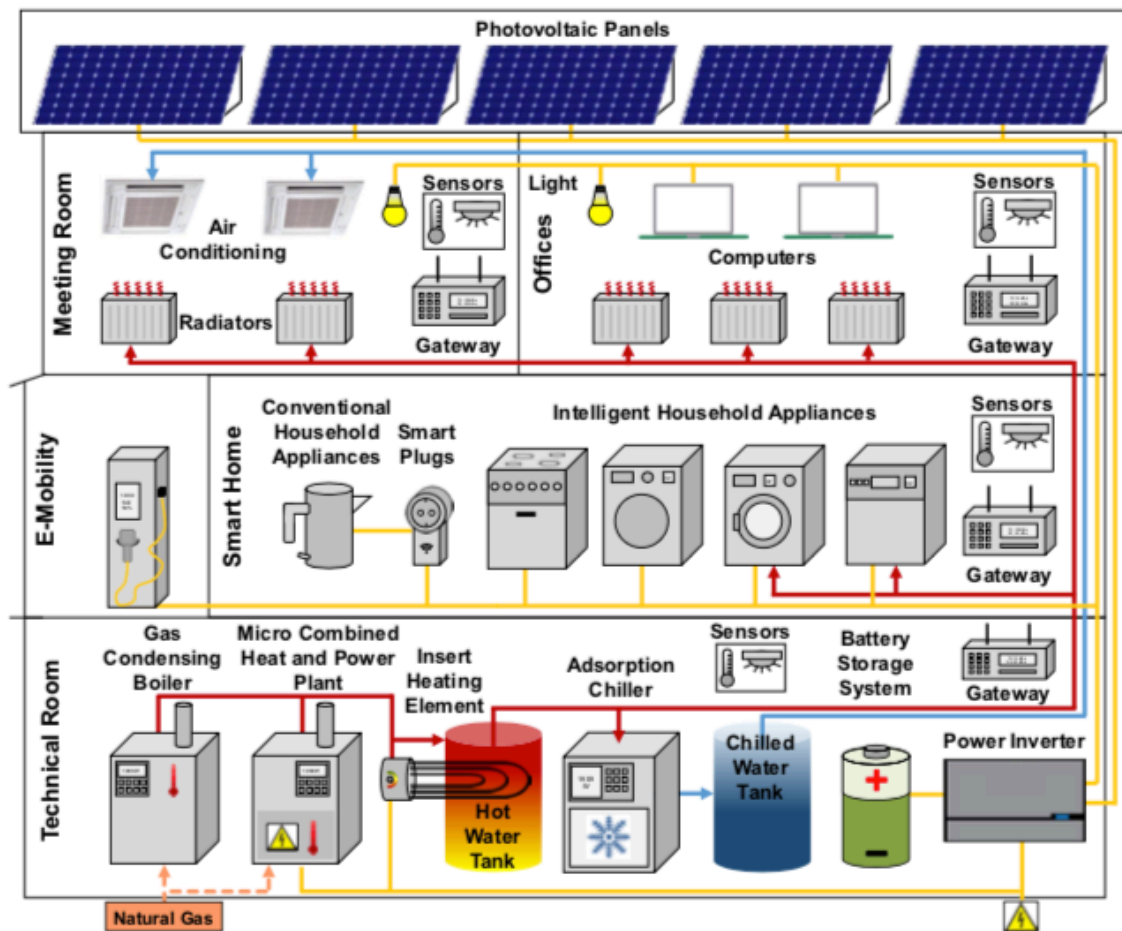 Photovoltaic Panels
Meeting Room
Air
Conditioning
Radiators
Sensors
Gateway
Offices
Light
Computers
Sensors
Gateway
E-Mobility
Smart Home
Conventional
Household
Appliances
Smart
Plugs
Intelligent Household Appliances
Sensors
Gateway
Technical Room
Gas
Condensing
Boiler
Micro Combined
Heat and Power
Plant
Insert
Heating
Element
Hot
Water
Tank
Adsorption
Chiller
Sensors
Chilled
Water
Tank
Battery
Storage
System
Gateway
Power Inverter
Natural Gas